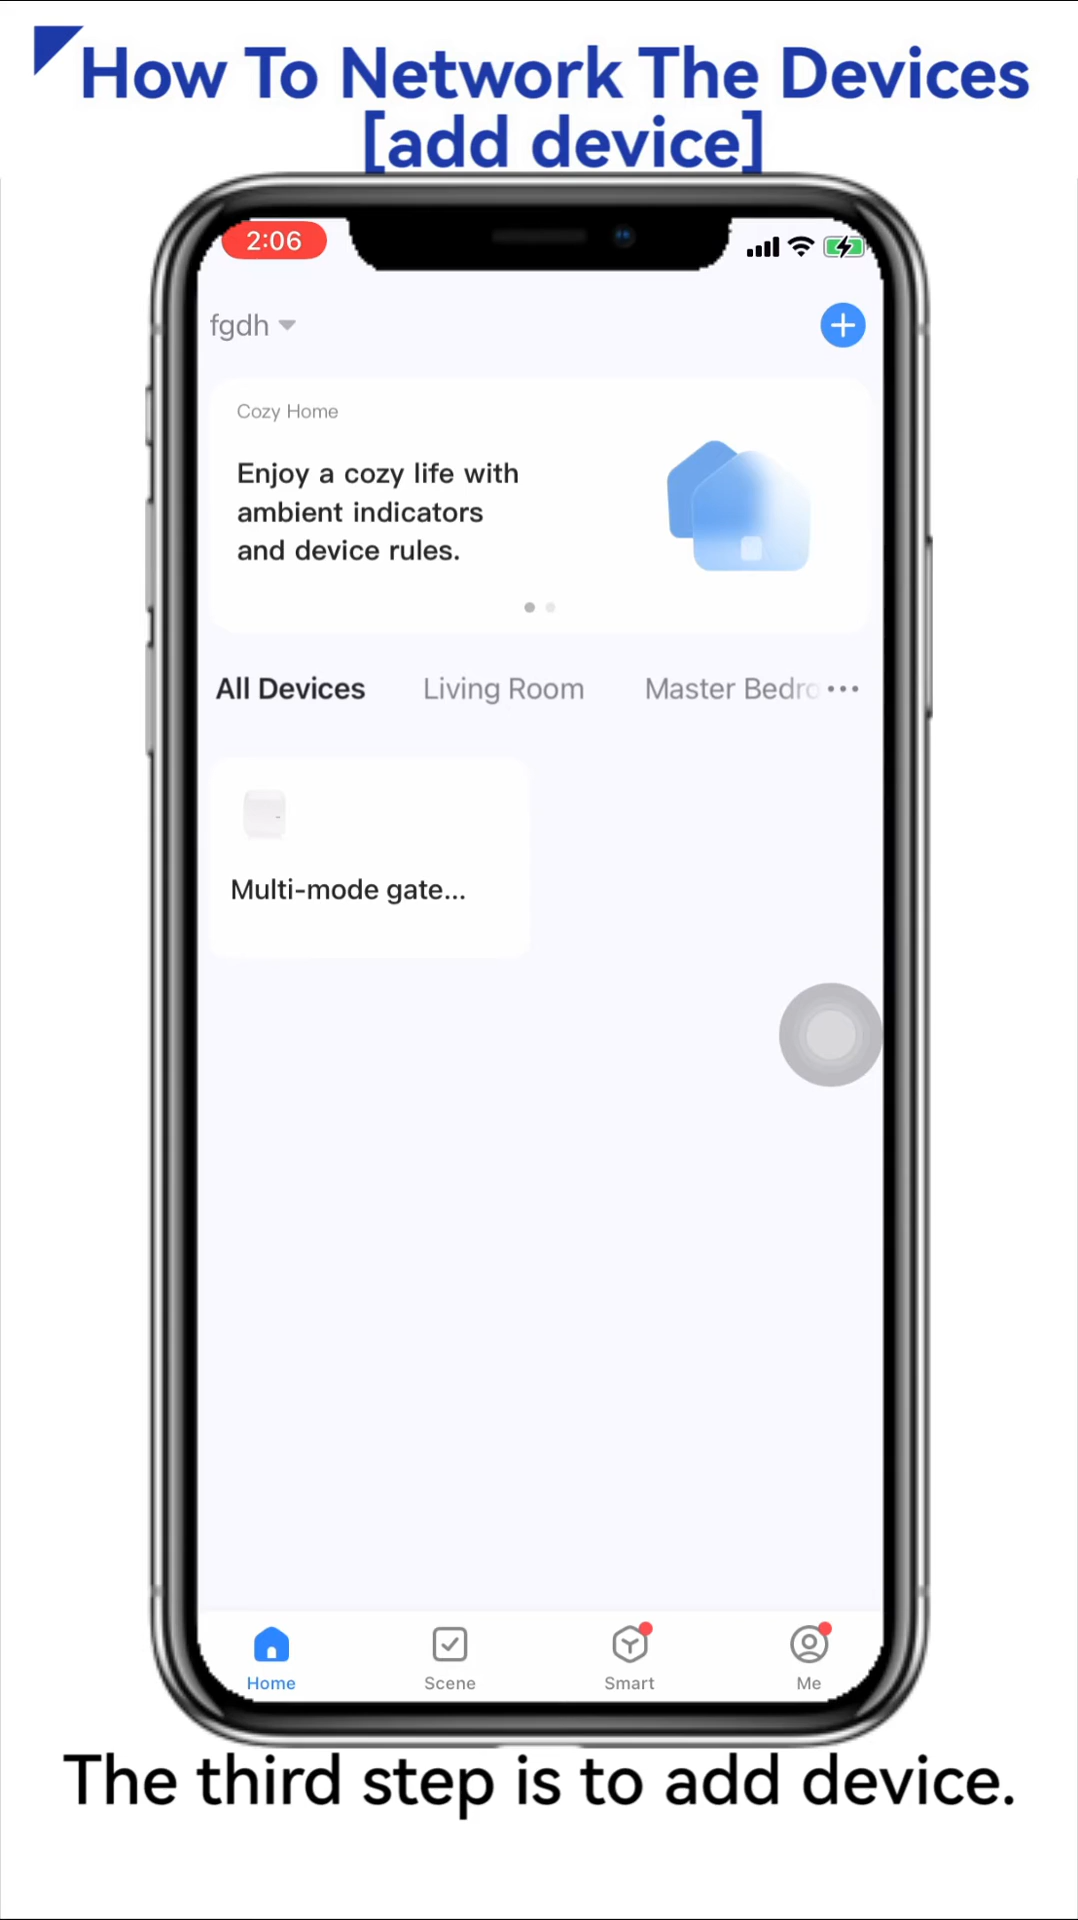 How To Network The Devices
[add device]
2:06
fgdh
Cozy Home
Enjoy a cozy life with
ambient indicators
and device rules.
All Devices Living Room Master Bedro
Multi-mode gate...
Home Scene Smart Me
The third step is to add device.